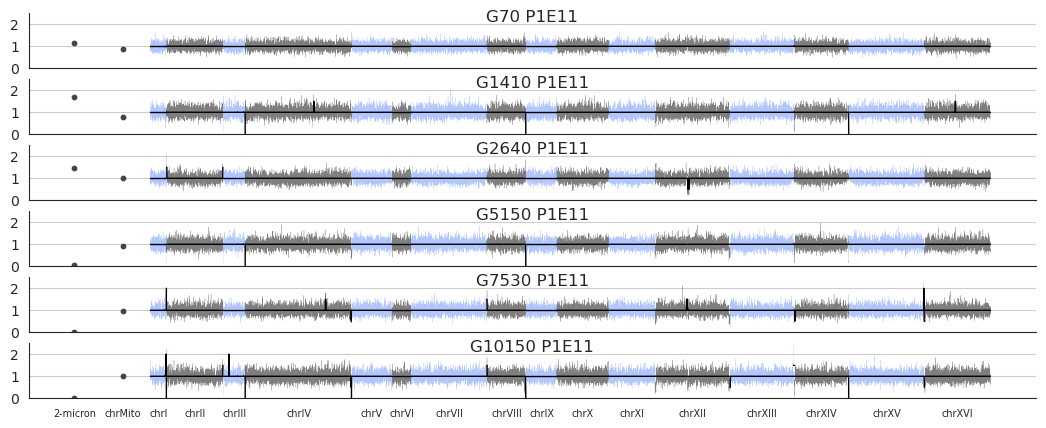 G70 P1E11
2
1
0
G1410 P1E11
2
1
0
G2640 P1E11
2
1
0
G5150 P1E11
2
1
0
G7530 P1E11
2
1
0
G10150 P1E11
2
1
0
2-micron chrMito chrI chrII chrIII chrIV chrV chrVI chrVII chrVIII chrIX chrX chrXI chrXII chrXIII chrXIV chrXV chrXVI